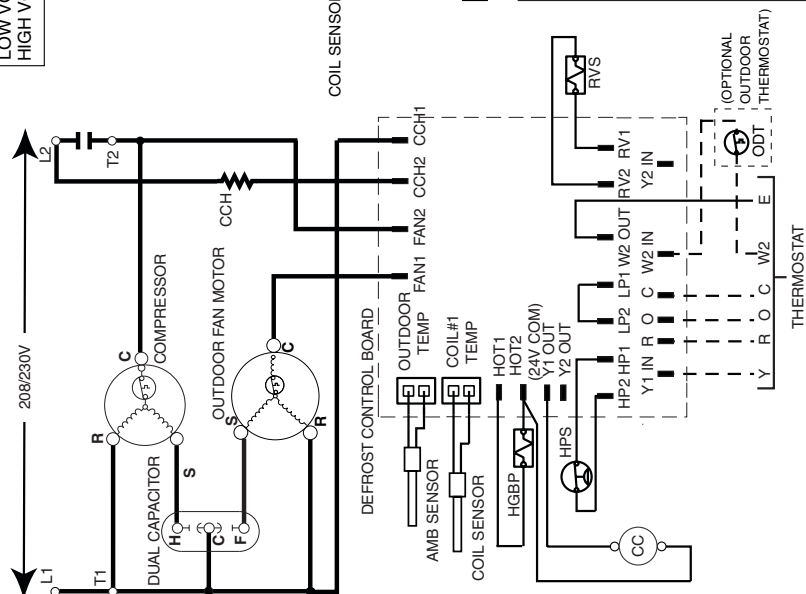 LOW VO
HIGH V
COIL SENSOR
208/230V
L2
T2
L1
T1
CCH
COMPRESSOR
C
R
S
OUTDOOR FAN MOTOR
C
S
R
DUAL CAPACITOR
H
C
F
DEFROST CONTROL BOARD
CCH1
CCH2
FAN2
FAN1
OUTDOOR
TEMP
COIL#1
TEMP
AMB SENSOR
COIL SENSOR
HOT1
HOT2
(24V COM)
Y1 OUT
Y2 OUT
HGBP
HPS
CC
RVS
RV1
RV2
Y2 IN
W2 OUT
W2 IN
LP1
LP2
C
O
R
HP1
HP2
Y1 IN
(OPTIONAL
OUTDOOR
THERMOSTAT)
ODT
E
W2
C
O
R
Y
THERMOSTAT